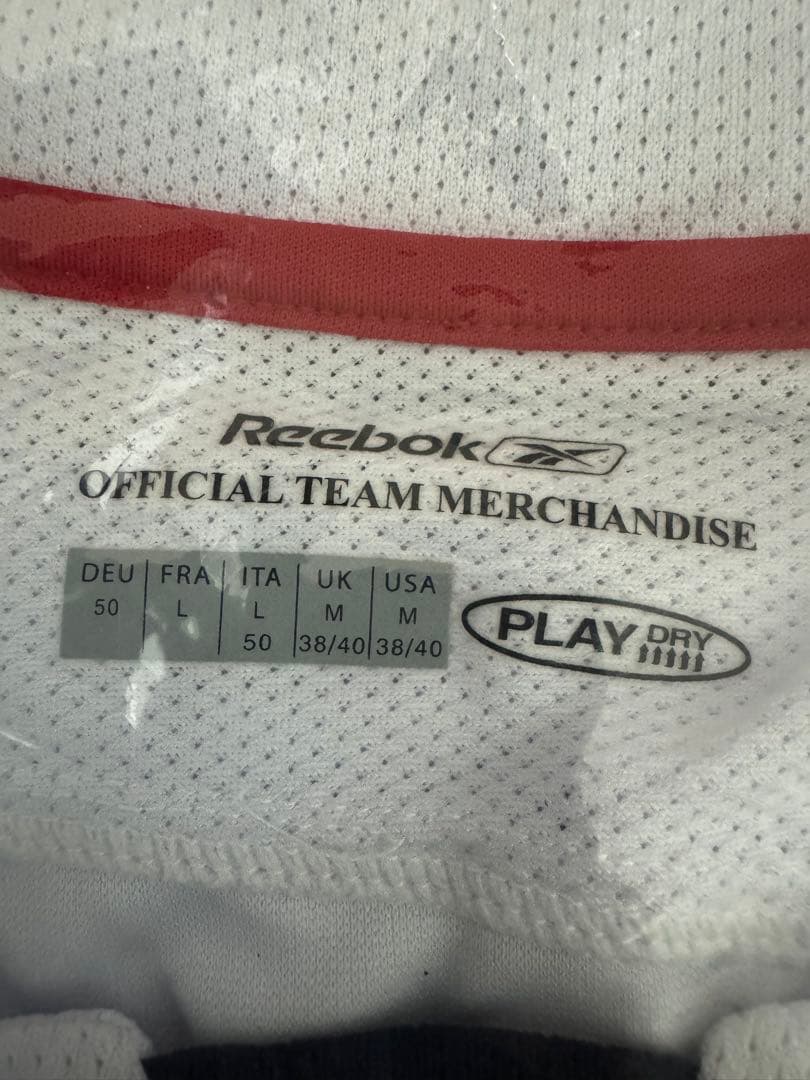 Reebok
OFFICIAL TEAM MERCHANDISE
DEU FRA ITA UK USA
50 L L M M
50 38/40 38/40
PLAY DRY